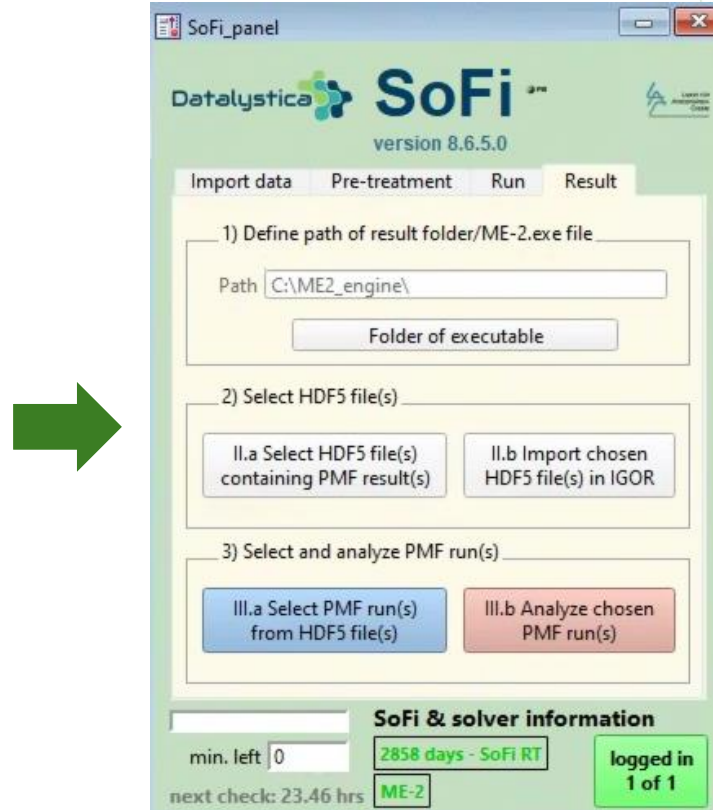 SoFi_panel
Datalystica SoFi
version 8.6.5.0
Import data Pre-treatment Run Result
1) Define path of result folder/ME-2.exe file
Path C:\ME2_engine\
Folder of executable
2) Select HDF5 file(s)
II.a Select HDF5 file(s)
containing PMF result(s)
II.b Import chosen
HDF5 file(s) in IGOR
3) Select and analyze PMF run(s)
III.a Select PMF run(s)
from HDF5 file(s)
III.b Analyze chosen
PMF run(s)
SoFi & solver information
min. left 0
2858 days - SoFi RT
logged in
1 of 1
next check: 23.46 hrs
ME-2